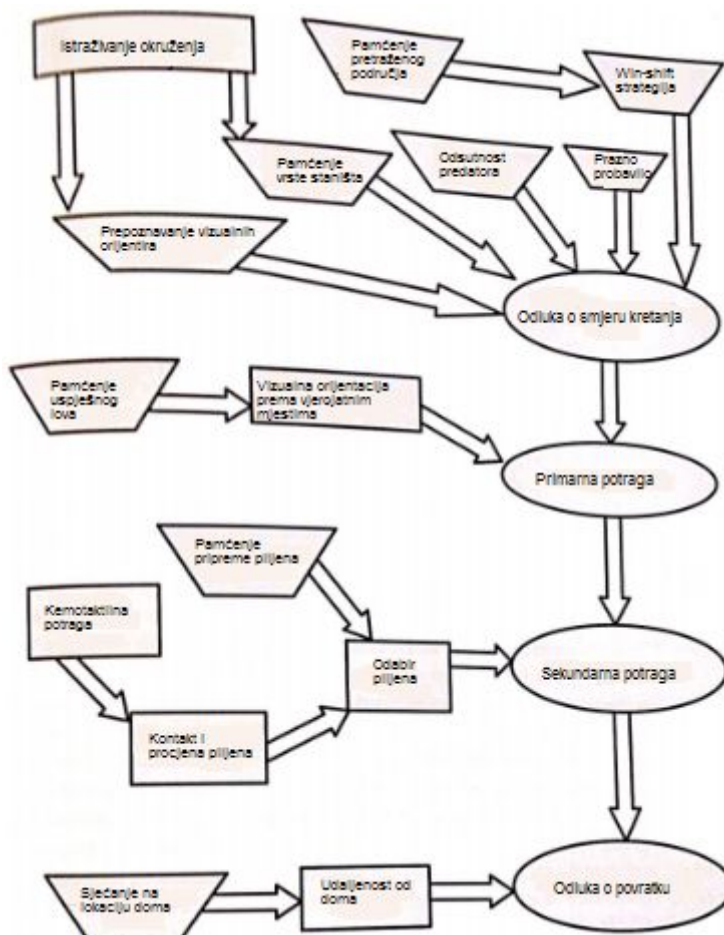 Istraživanje okruženja
Pamćenje
pretraženog
područja
Win-shift
strategija
Pamćenje
vrste staništa
Odsutnost
predatora
Prazno
probavilo
Prepoznavanje vizualnih
orijentira
Odluka o smjeru kretanja
Pamćenje
uspješnog
lova
Vizualna orijentacija
prema vjerojatnim
mjestima
Primarna potraga
Pamćenje
pripreme plijena
Kemotaktilna
potraga
Odabir
plijena
Sekundarna potraga
Kontakt i
procjena plijena
Sjećanje na
lokaciju doma
Udaljenost od
doma
Odluka o povratku